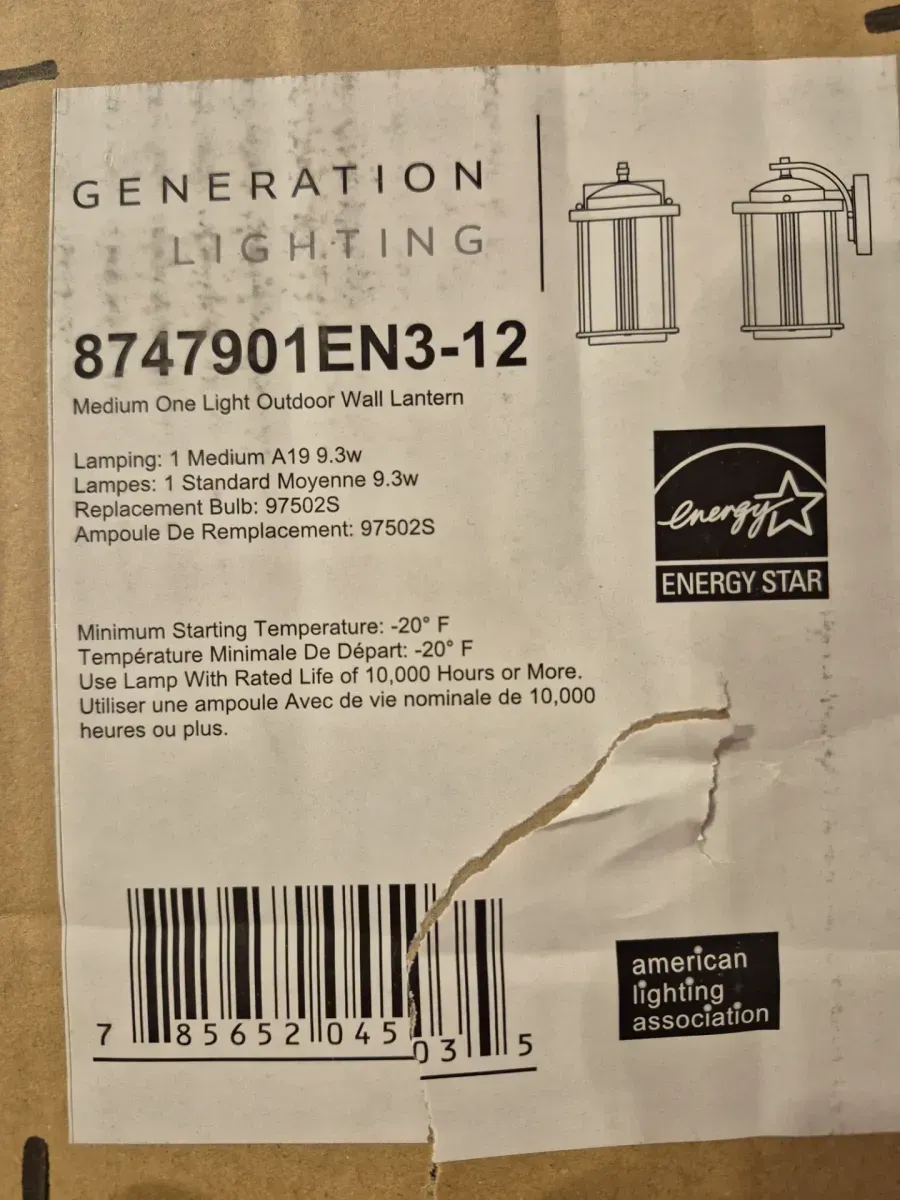 GENERATION
LIGHTING
8747901EN3-12
Medium One Light Outdoor Wall Lantern
Lamping: 1 Medium A19 9.3w
Lampes: 1 Standard Moyenne 9.3w
Replacement Bulb: 97502S
Ampoule De Remplacement: 97502S
energy
ENERGY STAR
Minimum Starting Temperature: -20° F
Température Minimale De Départ: -20° F
Use Lamp With Rated Life of 10,000 Hours or More.
Utiliser une ampoule Avec de vie nominale de 10,000
heures ou plus.
7 85652 04503 5
american
lighting
association